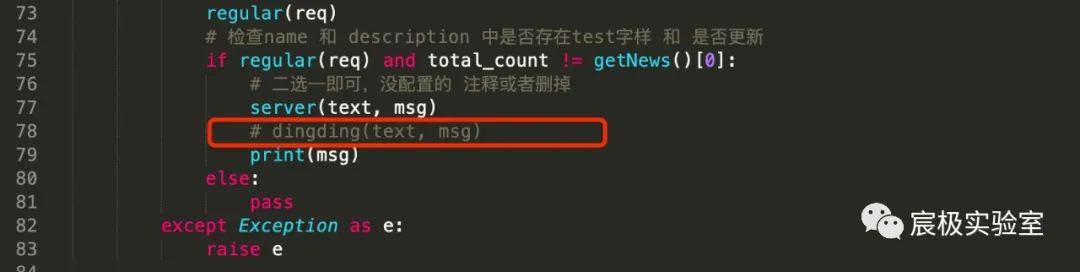 73 regular(req)
74 # 检查name 和 description 中是否存在test字样 和 是否更新
75 if regular(req) and total_count != getNews()[0]:
76 # 二选一即可，没配置的 注释或者删掉
77 server(text, msg)
78 # dingding(text, msg)
79 print(msg)
80 else:
81 pass
82 except Exception as e:
83 raise e
宸极实验室